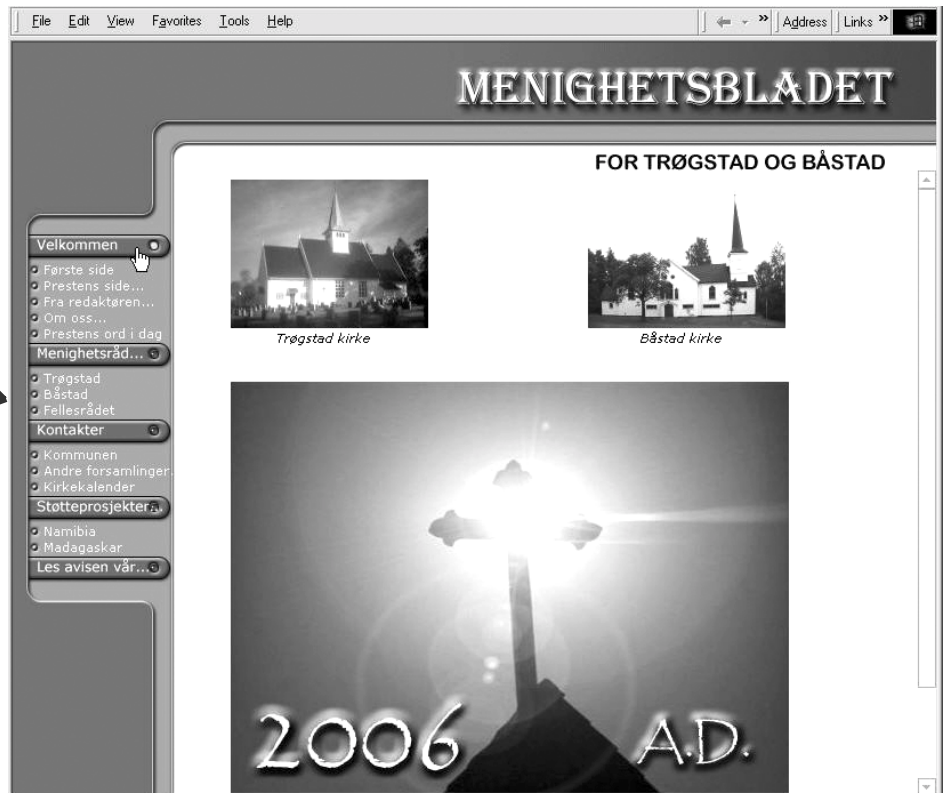 File Edit View Favorites Tools Help
Address Links
MENIGHETSBLADET
FOR TRØGSTAD OG BÅSTAD
Trøgstad kirke
Båstad kirke
Velkommen
Første side
Prestens side...
Fra redaktøren...
Om oss...
Prestens ord i dag
Menighetsråd...
Trøgstad
Båstad
Fellesrådet
Kontakter
Kommunen
Andre forsamlinger
Kirkekalender
Støtteprosjekter...
Namibia
Madagaskar
Les avisen vår...
2006 A.D.